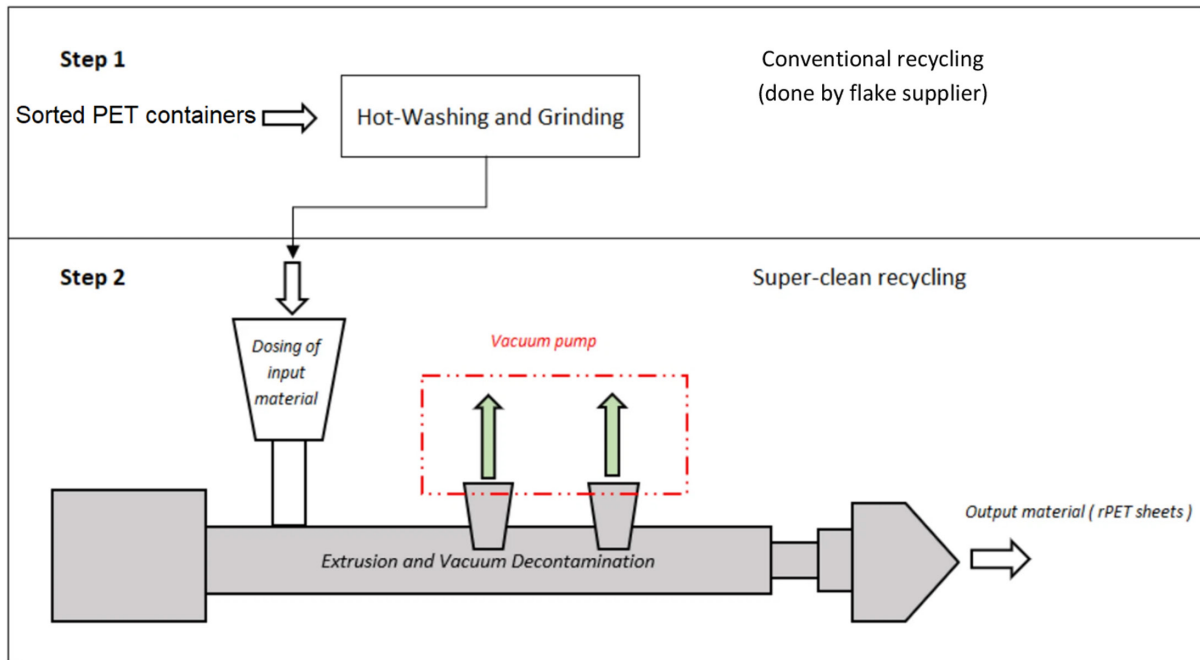 Step 1
Conventional recycling
(done by flake supplier)
Sorted PET containers
Hot-Washing and Grinding
Step 2
Super-clean recycling
Dosing of
input
material
Vacuum pump
Extrusion and Vacuum Decontamination
Output material ( rPET sheets )